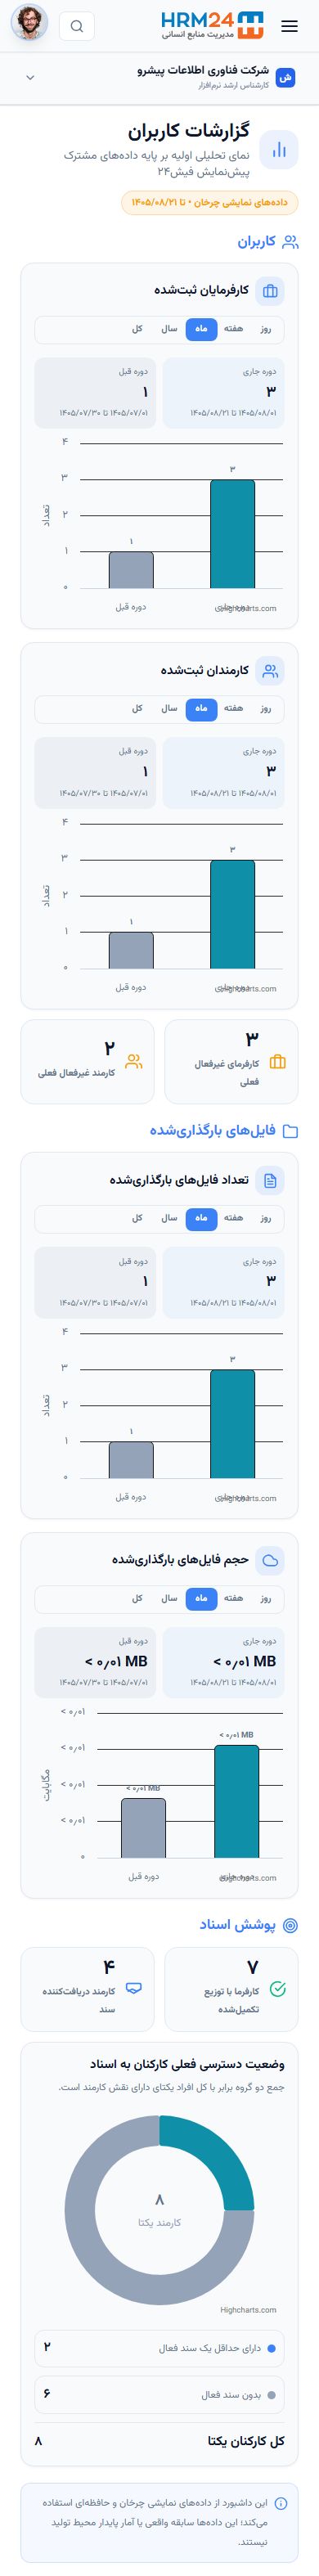 HRM24
مدیریت منابع انسانی
شرکت فناوری اطلاعات پیشرو
کارشناس ارشد نرم‌افزار
ش
گزارشات کاربران
نمای تحلیلی اولیه بر پایه داده‌های مشترک
پیش‌نمایش فیش۲۴
داده‌های نمایشی چرخان • تا ۱۴۰۵/۰۸/۲۱
کاربران
کارفرمایان ثبت‌شده
روز هفته ماه سال کل
دوره جاری
۳
۱۴۰۵/۰۸/۰۱ تا ۱۴۰۵/۰۸/۲۱
دوره قبل
۱
۱۴۰۵/۰۷/۰۱ تا ۱۴۰۵/۰۷/۳۰
تعداد
۴
۳
۲
۱
۰
۳
۱
دوره جاری
دوره قبل
Highcharts.com
کارمندان ثبت‌شده
روز هفته ماه سال کل
دوره جاری
۳
۱۴۰۵/۰۸/۰۱ تا ۱۴۰۵/۰۸/۲۱
دوره قبل
۱
۱۴۰۵/۰۷/۰۱ تا ۱۴۰۵/۰۷/۳۰
تعداد
۴
۳
۲
۱
۰
۳
۱
دوره جاری
دوره قبل
Highcharts.com
۳
کارفرمای غیرفعال
فعلی
۲
کارمند غیرفعال فعلی
فایل‌های بارگذاری‌شده
تعداد فایل‌های بارگذاری‌شده
روز هفته ماه سال کل
دوره جاری
۳
۱۴۰۵/۰۸/۰۱ تا ۱۴۰۵/۰۸/۲۱
دوره قبل
۱
۱۴۰۵/۰۷/۰۱ تا ۱۴۰۵/۰۷/۳۰
تعداد
۴
۳
۲
۱
۰
۳
۱
دوره جاری
دوره قبل
Highcharts.com
حجم فایل‌های بارگذاری‌شده
روز هفته ماه سال کل
دوره جاری
< ۰٫۰۱ MB
۱۴۰۵/۰۸/۰۱ تا ۱۴۰۵/۰۸/۲۱
دوره قبل
< ۰٫۰۱ MB
۱۴۰۵/۰۷/۰۱ تا ۱۴۰۵/۰۷/۳۰
مگابایت
< ۰٫۰۱
< ۰٫۰۱
< ۰٫۰۱
< ۰٫۰۱
۰
< ۰٫۰۱ MB
< ۰٫۰۱ MB
دوره جاری
دوره قبل
Highcharts.com
پوشش اسناد
۷
کارفرما با توزیع
تکمیل‌شده
۴
کارمند دریافت‌کننده
سند
وضعیت دسترسی فعلی کارکنان به اسناد
جمع دو گروه برابر با کل افراد یکتای دارای نقش کارمند است.
۸
کارمند یکتا
Highcharts.com
دارای حداقل یک سند فعال ۲
بدون سند فعال ۶
کل کارکنان یکتا ۸
این داشبورد از داده‌های نمایشی چرخان و حافظه‌ای استفاده
می‌کند؛ این داده‌ها سابقه واقعی یا آمار پایدار محیط تولید
نیستند.